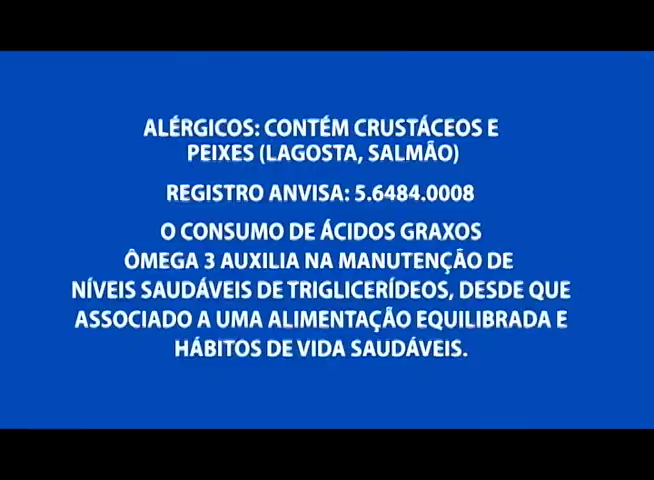 ALÉRGICOS: CONTÉM CRUSTÁCEOS E
PEIXES (LAGOSTA, SALMÃO)
REGISTRO ANVISA: 5.6484.0008
O CONSUMO DE ÁCIDOS GRAXOS
ÔMEGA 3 AUXILIA NA MANUTENÇÃO DE
NÍVEIS SAUDÁVEIS DE TRIGLICERÍDEOS, DESDE QUE
ASSOCIADO A UMA ALIMENTAÇÃO EQUILIBRADA E
HÁBITOS DE VIDA SAUDÁVEIS.